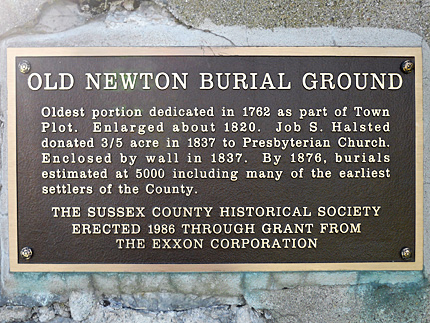 OLD NEWTON BURIAL GROUND
Oldest portion dedicated in 1762 as part of Town
Plot. Enlarged about 1820. Job S. Halsted
donated 3/5 acre in 1837 to Presbyterian Church.
Enclosed by wall in 1837. By 1876, burials
estimated at 5000 including many of the earliest
settlers of the County.
THE SUSSEX COUNTY HISTORICAL SOCIETY
ERECTED 1986 THROUGH GRANT FROM
THE EXXON CORPORATION